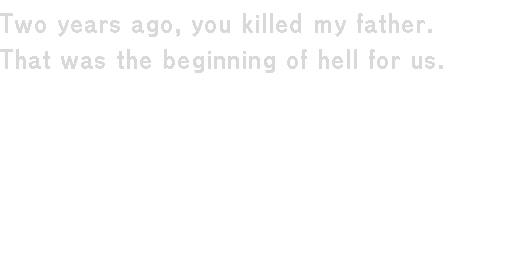 Two years ago, you killed my father.
That was the beginning of hell for us.